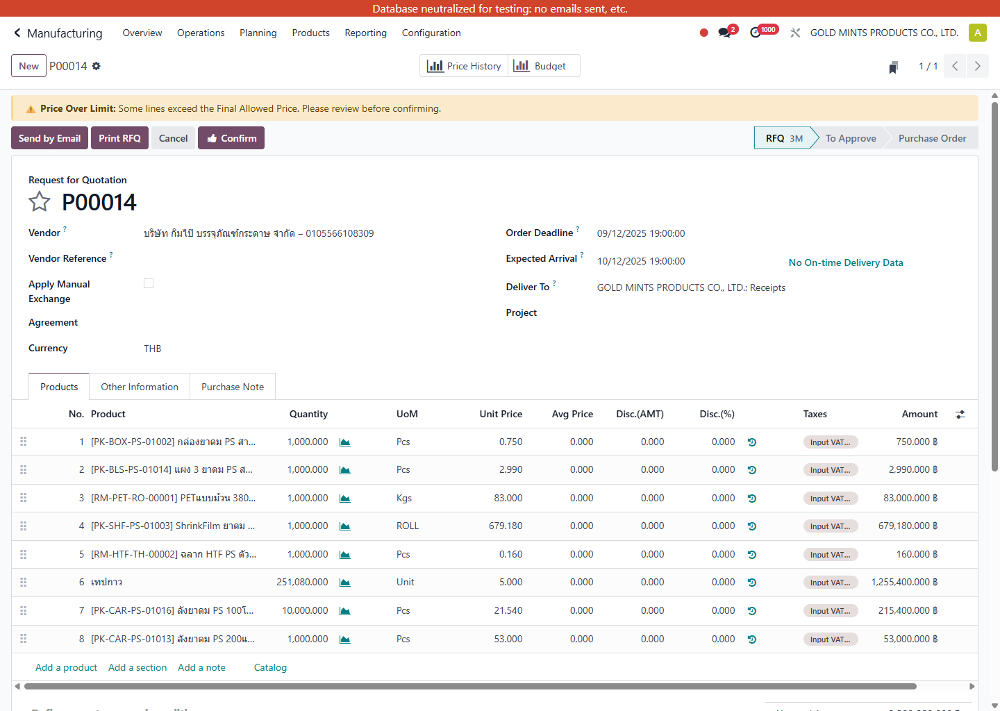 Database neutralized for testing: no emails sent, etc.
Manufacturing Overview Operations Planning Products Reporting Configuration 2 1000 GOLD MINTS PRODUCTS CO., LTD. A
New P00014 Price History Budget 1 / 1
Price Over Limit: Some lines exceed the Final Allowed Price. Please review before confirming.
Send by Email Print RFQ Cancel Confirm RFQ 3M To Approve Purchase Order
Request for Quotation
P00014
Vendor ? บริษัท กิมไป๊ บรรจุภัณฑ์กระดาษ จำกัด – 0105566108309 Order Deadline ? 09/12/2025 19:00:00
Vendor Reference ? Expected Arrival ? 10/12/2025 19:00:00 No On-time Delivery Data
Apply Manual Exchange Deliver To ? GOLD MINTS PRODUCTS CO., LTD.: Receipts
Agreement Project
Currency THB
Products Other Information Purchase Note
No. Product Quantity UoM Unit Price Avg Price Disc.(AMT) Disc.(%) Taxes Amount
1 [PK-BOX-PS-01002] กล่องยาดม PS สา... 1,000.000 Pcs 0.750 0.000 0.000 0.000 Input VAT... 750.000 ฿
2 [PK-BLS-PS-01014] แผง 3 ยาดม PS ส... 1,000.000 Pcs 2.990 0.000 0.000 0.000 Input VAT... 2,990.000 ฿
3 [RM-PET-RO-00001] PETแบบม้วน 380... 1,000.000 Kgs 83.000 0.000 0.000 0.000 Input VAT... 83,000.000 ฿
4 [PK-SHF-PS-01003] ShrinkFilm ยาดม ... 1,000.000 ROLL 679.180 0.000 0.000 0.000 Input VAT... 679,180.000 ฿
5 [RM-HTF-TH-00002] ฉลาก HTF PS ตัว... 1,000.000 Pcs 0.160 0.000 0.000 0.000 Input VAT... 160.000 ฿
6 เทปกาว 251,080.000 Unit 5.000 0.000 0.000 0.000 Input VAT... 1,255,400.000 ฿
7 [PK-CAR-PS-01016] ลังยาดม PS 100โ... 10,000.000 Pcs 21.540 0.000 0.000 0.000 Input VAT... 215,400.000 ฿
8 [PK-CAR-PS-01013] ลังยาดม PS 200แ... 1,000.000 Pcs 53.000 0.000 0.000 0.000 Input VAT... 53,000.000 ฿
Add a product Add a section Add a note Catalog